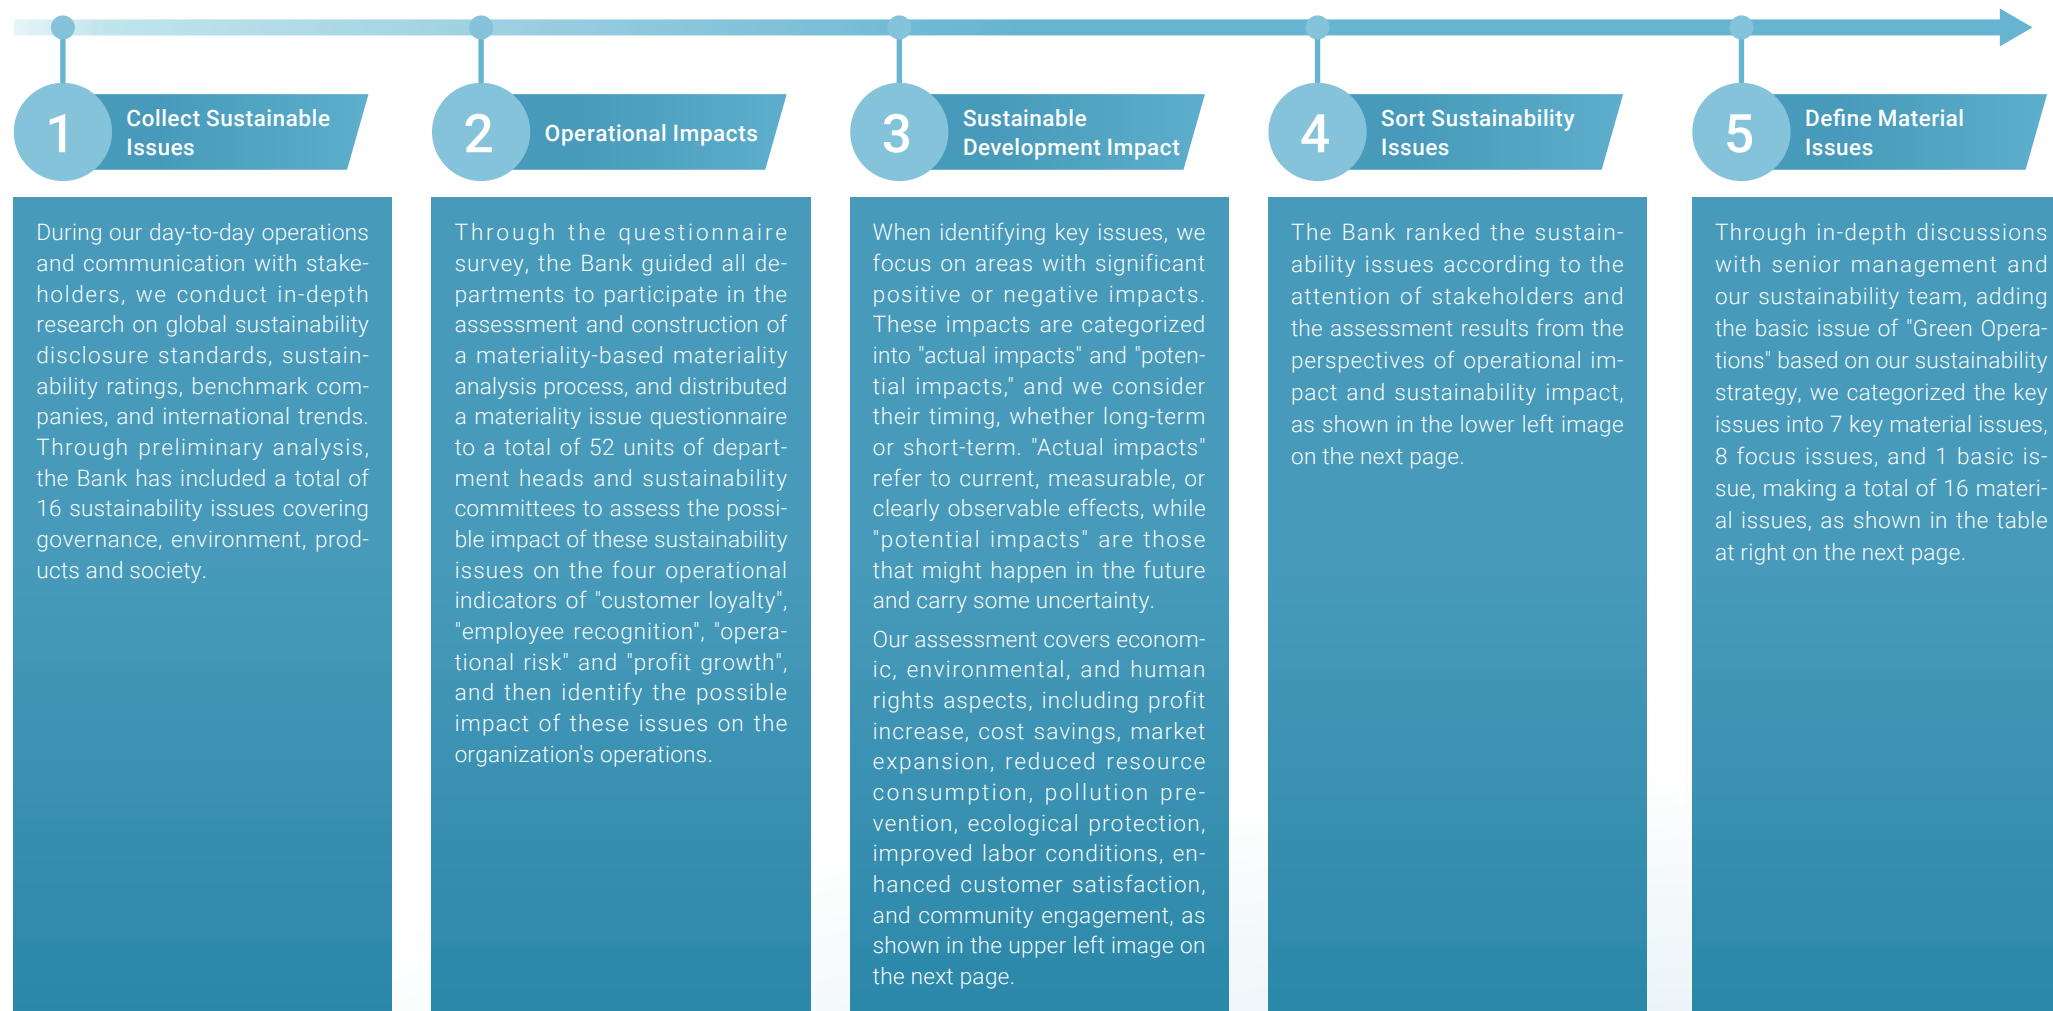 1
Collect Sustainable
Issues
During our day-to-day operations
and communication with stake-
holders, we conduct in-depth
research on global sustainability
disclosure standards, sustain-
ability ratings, benchmark com-
panies, and international trends.
Through preliminary analysis,
the Bank has included a total of
16 sustainability issues covering
governance, environment, prod-
ucts and society.
2
Operational Impacts
Through the questionnaire
survey, the Bank guided all de-
partments to participate in the
assessment and construction of
a materiality-based materiality
analysis process, and distributed
a materiality issue questionnaire
to a total of 52 units of depart-
ment heads and sustainability
committees to assess the possi-
ble impact of these sustainability
issues on the four operational
indicators of "customer loyalty",
"employee recognition", "opera-
tional risk" and "profit growth",
and then identify the possible
impact of these issues on the
organization's operations.
3
Sustainable
Development Impact
When identifying key issues, we
focus on areas with significant
positive or negative impacts.
These impacts are categorized
into "actual impacts" and "poten-
tial impacts," and we consider
their timing, whether long-term
or short-term. "Actual impacts"
refer to current, measurable, or
clearly observable effects, while
"potential impacts" are those
that might happen in the future
and carry some uncertainty.
Our assessment covers econom-
ic, environmental, and human
rights aspects, including profit
increase, cost savings, market
expansion, reduced resource
consumption, pollution pre-
vention, ecological protection,
improved labor conditions, en-
hanced customer satisfaction,
and community engagement, as
shown in the upper left image on
the next page.
4
Sort Sustainability
Issues
The Bank ranked the sustain-
ability issues according to the
attention of stakeholders and
the assessment results from the
perspectives of operational im-
pact and sustainability impact,
as shown in the lower left image
on the next page.
5
Define Material
Issues
Through in-depth discussions
with senior management and
our sustainability team, adding
the basic issue of "Green Opera-
tions" based on our sustainability
strategy, we categorized the key
issues into 7 key material issues,
8 focus issues, and 1 basic is-
sue, making a total of 16 materi-
al issues, as shown in the table
at right on the next page.